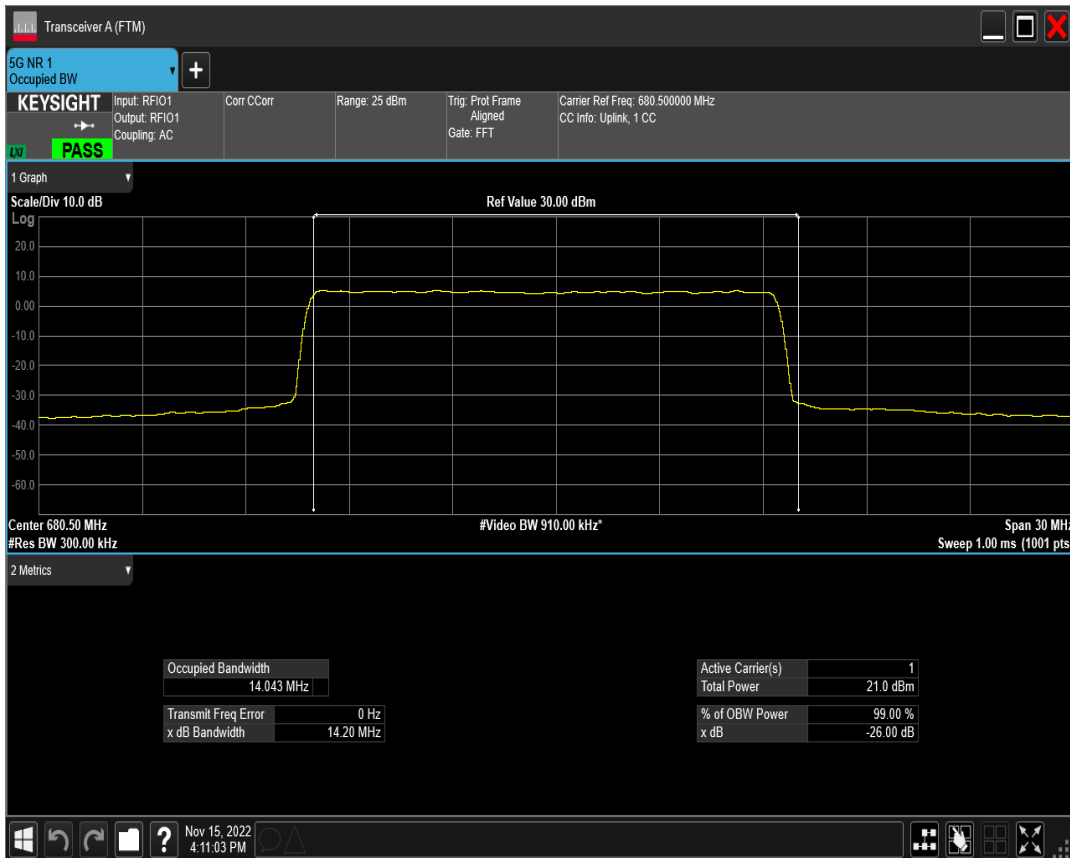 Transceiver A (FTM)
5G NR 1
Occupied BW
+
KEYSIGHT
LXI
PASS
Input: RFIO1
Output: RFIO1
Coupling: AC
Corr CCorr
Range: 25 dBm
Trig: Prot Frame
Aligned
Gate: FFT
Carrier Ref Freq: 680.500000 MHz
CC Info: Uplink, 1 CC
1 Graph
Scale/Div 10.0 dB
Ref Value 30.00 dBm
Log
20.0
10.0
0.00
-10.0
-20.0
-30.0
-40.0
-50.0
-60.0
Center 680.50 MHz
#Video BW 910.00 kHz*
Span 30 MHz
#Res BW 300.00 kHz
Sweep 1.00 ms (1001 pts
2 Metrics
Occupied Bandwidth
14.043 MHz
Transmit Freq Error 0 Hz
x dB Bandwidth 14.20 MHz
Active Carrier(s) 1
Total Power 21.0 dBm
% of OBW Power 99.00 %
x dB -26.00 dB
?
Nov 15, 2022
4:11:03 PM